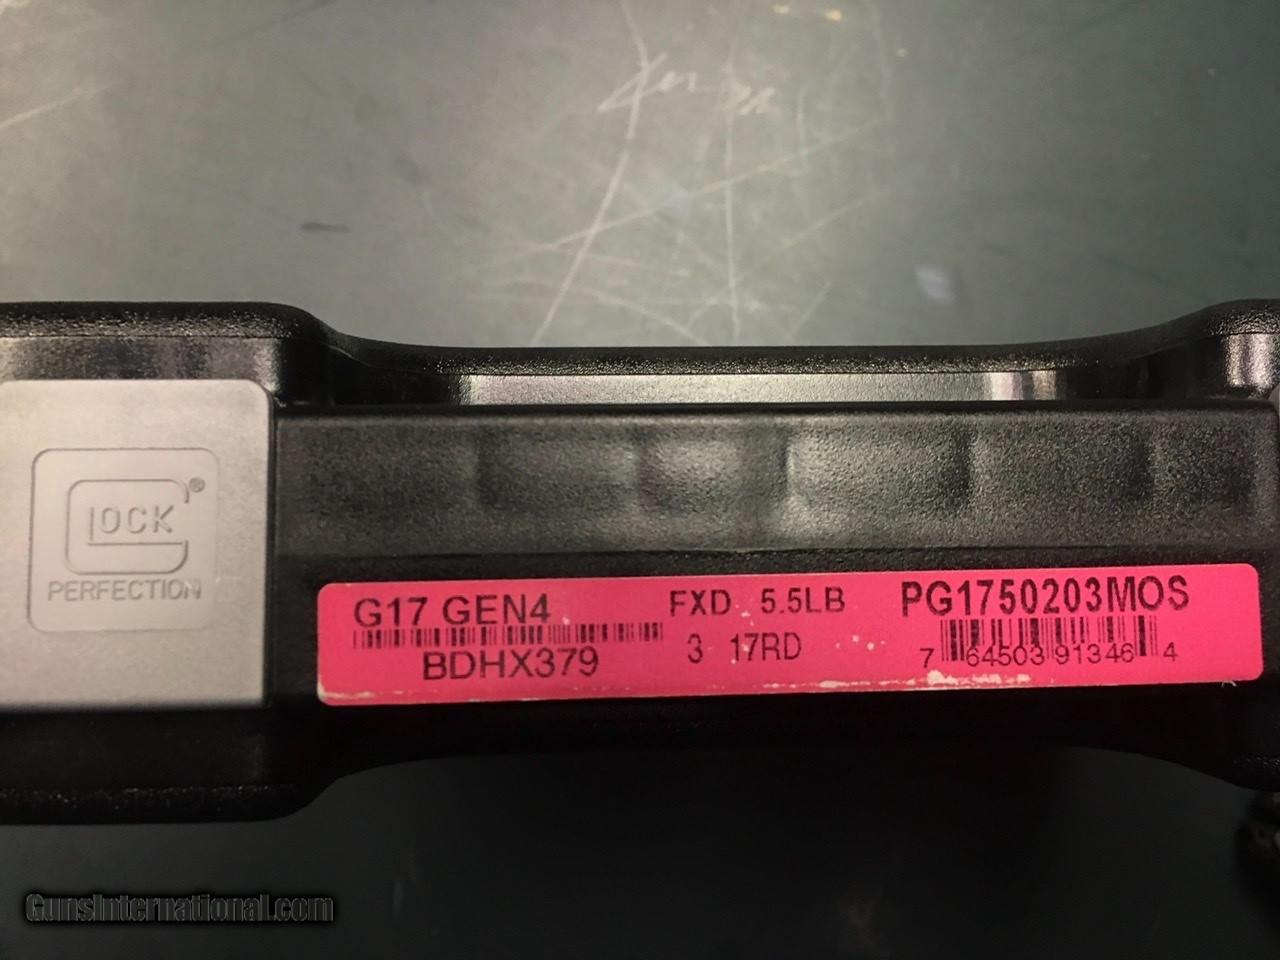 GLOCK®
PERFECTION
G17 GEN4
BDHX379
FXD 5.5LB
3 17RD
PG1750203MOS
7 64503 91346 4
GunsInternational.com